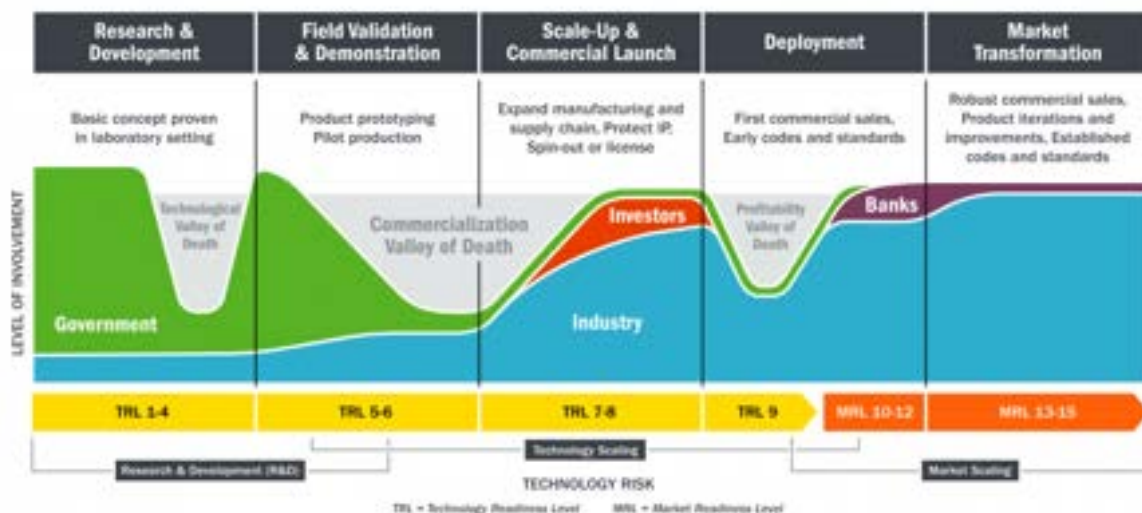 Research &
Development
Field Validation
& Demonstration
Scale-Up &
Commercial Launch
Deployment
Market
Transformation
Basic concept proven
in laboratory setting
Product prototyping
Pilot production
Expand manufacturing and
supply chain, Protect IP,
Spin-out or license
First commercial sales,
Early codes and standards
Robust commercial sales,
Product iterations and
improvements, Established
codes and standards
LEVEL OF INVOLVEMENT
Technological
Valley of
Death
Commercialization
Valley of Death
Investors
Profitability
Valley of
Death
Banks
Government
Industry
TRL 1-4
TRL 5-6
TRL 7-8
TRL 9
MRL 10-12
MRL 13-15
Technology Scaling
Research & Development (R&D)
Market Scaling
TECHNOLOGY RISK
TRL = Technology Readiness Level
MRL = Market Readiness Level